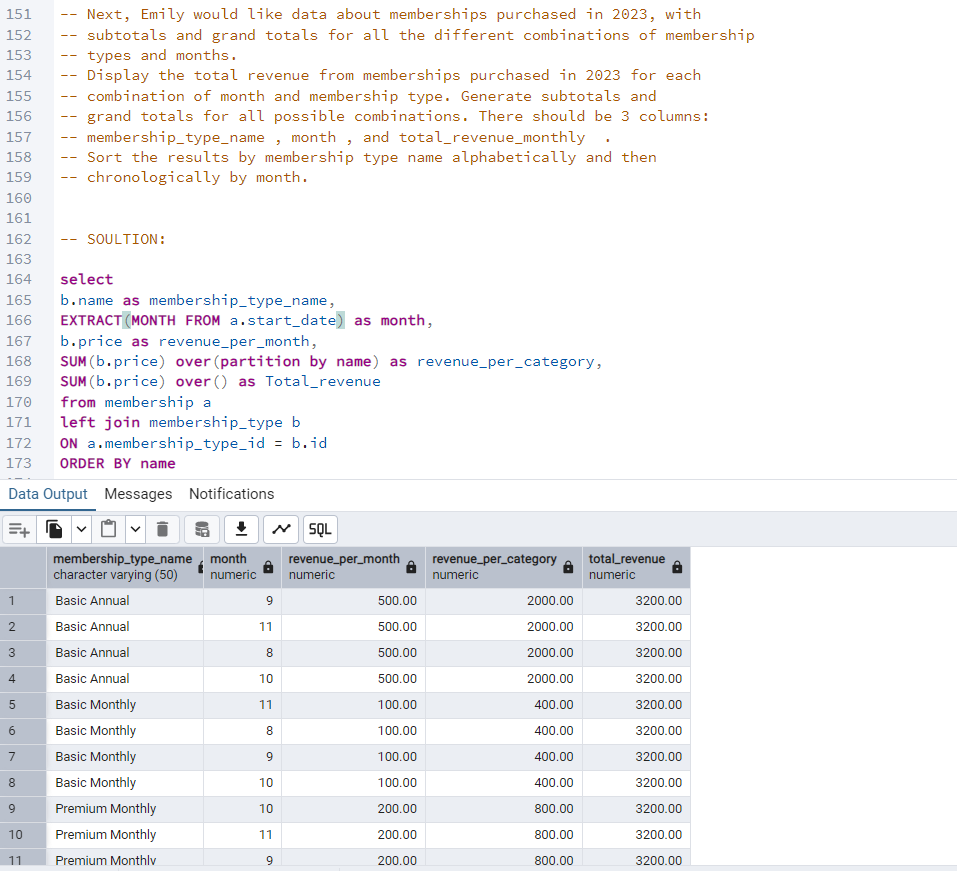 151 -- Next, Emily would like data about memberships purchased in 2023, with
152 -- subtotals and grand totals for all the different combinations of membership
153 -- types and months.
154 -- Display the total revenue from memberships purchased in 2023 for each
155 -- combination of month and membership type. Generate subtotals and
156 -- grand totals for all possible combinations. There should be 3 columns:
157 -- membership_type_name , month , and total_revenue_monthly  .
158 -- Sort the results by membership type name alphabetically and then
159 -- chronologically by month.
160
161
162 -- SOULTION:
163
164 select
165 b.name as membership_type_name,
166 EXTRACT(MONTH FROM a.start_date) as month,
167 b.price as revenue_per_month,
168 SUM(b.price) over(partition by name) as revenue_per_category,
169 SUM(b.price) over() as Total_revenue
170 from membership a
171 left join membership_type b
172 ON a.membership_type_id = b.id
173 ORDER BY name
Data Output Messages Notifications
SQL
membership_type_name month revenue_per_month revenue_per_category total_revenue
character varying (50) numeric numeric numeric numeric
1 Basic Annual 9 500.00 2000.00 3200.00
2 Basic Annual 11 500.00 2000.00 3200.00
3 Basic Annual 8 500.00 2000.00 3200.00
4 Basic Annual 10 500.00 2000.00 3200.00
5 Basic Monthly 11 100.00 400.00 3200.00
6 Basic Monthly 8 100.00 400.00 3200.00
7 Basic Monthly 9 100.00 400.00 3200.00
8 Basic Monthly 10 100.00 400.00 3200.00
9 Premium Monthly 10 200.00 800.00 3200.00
10 Premium Monthly 11 200.00 800.00 3200.00
11 Premium Monthly 9 200.00 800.00 3200.00